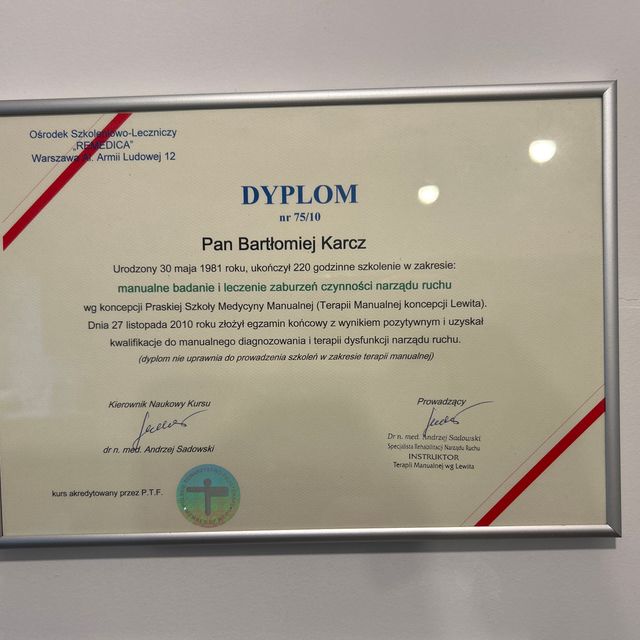 Ośrodek Szkoleniowo-Leczniczy
„REMEDICA"
Warszawa Al. Armii Ludowej 12
DYPLOM
nr 75/10
Pan Bartłomiej Karcz
Urodzony 30 maja 1981 roku, ukończył 220 godzinne szkolenie w zakresie:
manualne badanie i leczenie zaburzeń czynności narządu ruchu
wg koncepcji Praskiej Szkoły Medycyny Manualnej (Terapii Manualnej koncepcji Lewita).
Dnia 27 listopada 2010 roku złożył egzamin końcowy z wynikiem pozytywnym i uzyskał
kwalifikacje do manualnego diagnozowania i terapii dysfunkcji narządu ruchu.
(dyplom nie uprawnia do prowadzenia szkoleń w zakresie terapii manualnej)
Kierownik Naukowy Kursu
dr n. med. Andrzej Sadowski
Prowadzący
Dr n. med. Andrzej Sadowski
Specjalista Rehabilitacji Narządu Ruchu
INSTRUKTOR
Terapii Manualnej wg Lewita
kurs akredytowany przez P.T.F.